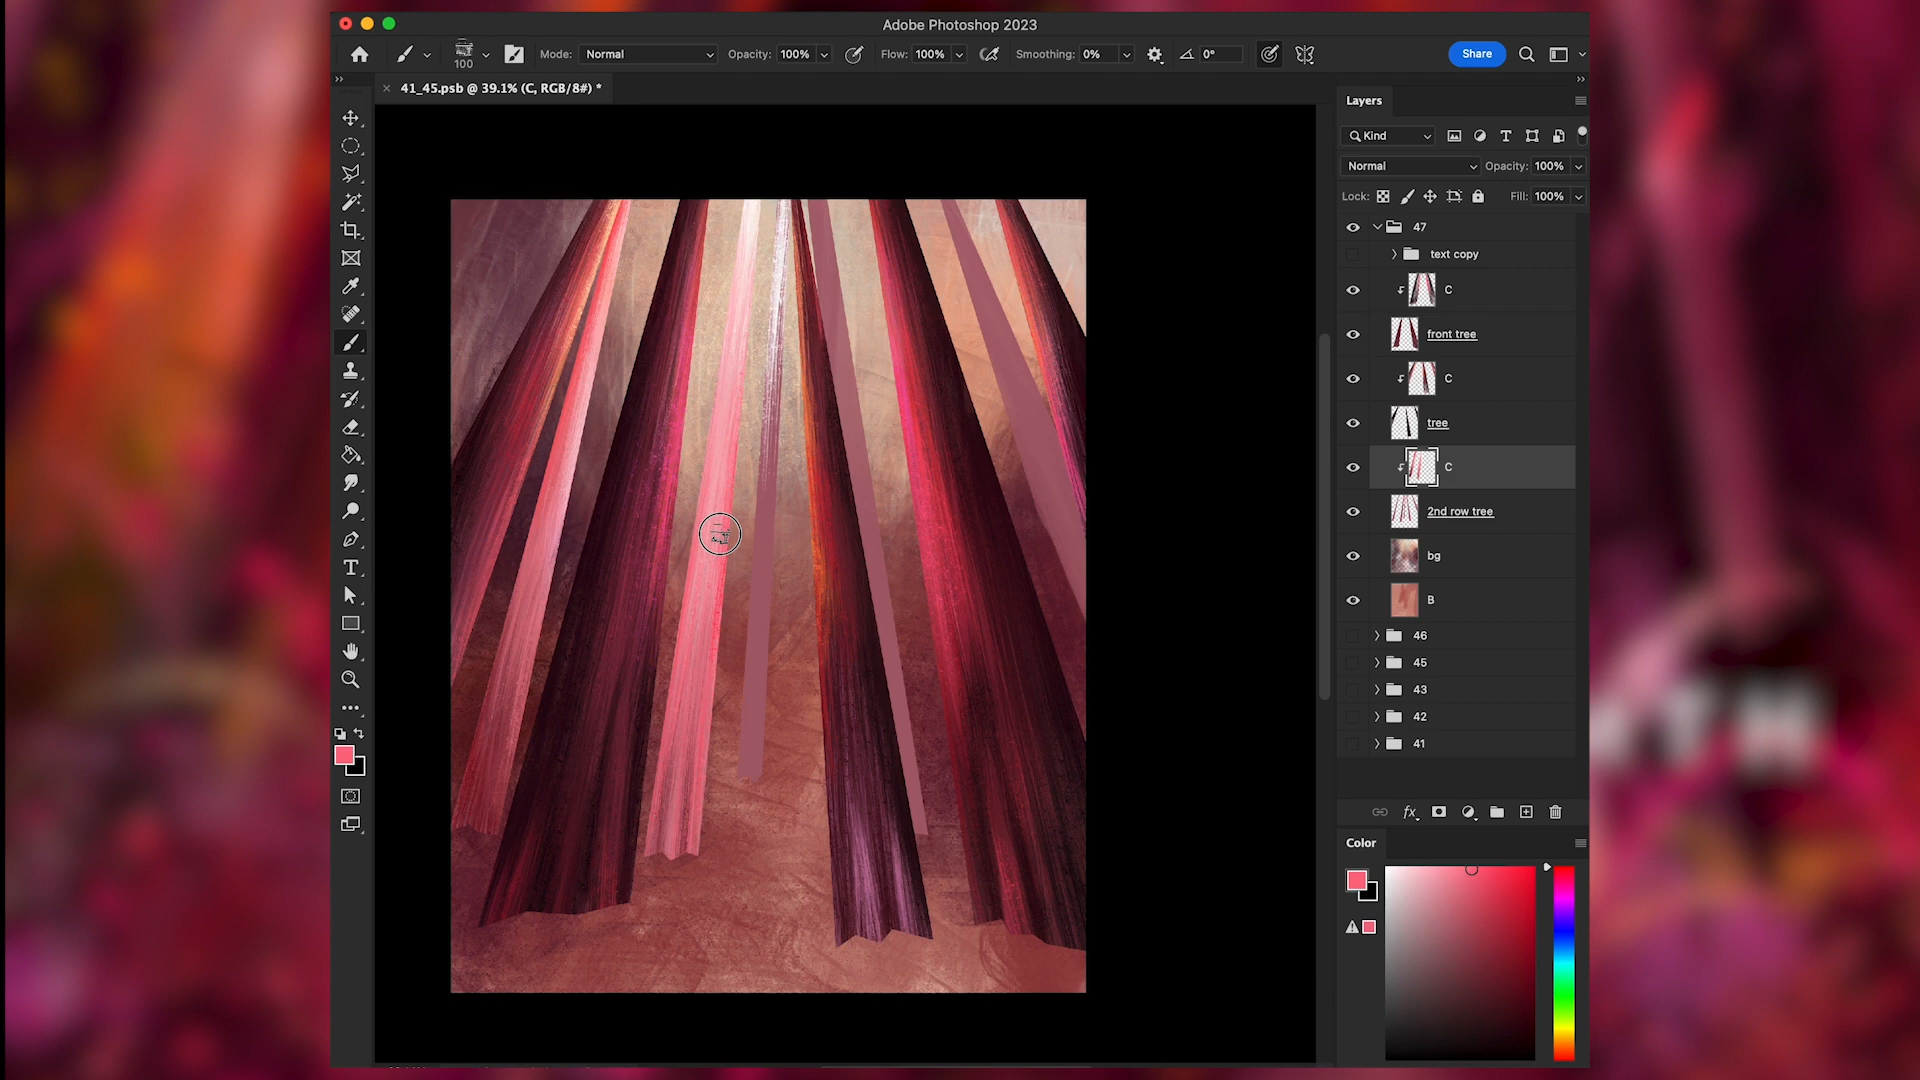 Adobe Photoshop 2023
100
Mode: Normal
Opacity: 100%
Flow: 100%
Smoothing: 0%
0°
Share
41_45.psb @ 39.1% (C, RGB/8#) *
Layers
Kind
Normal
Opacity: 100%
Lock:
Fill: 100%
47
text copy
C
front tree
C
tree
C
2nd row tree
bg
B
46
45
43
42
41
fx
Color